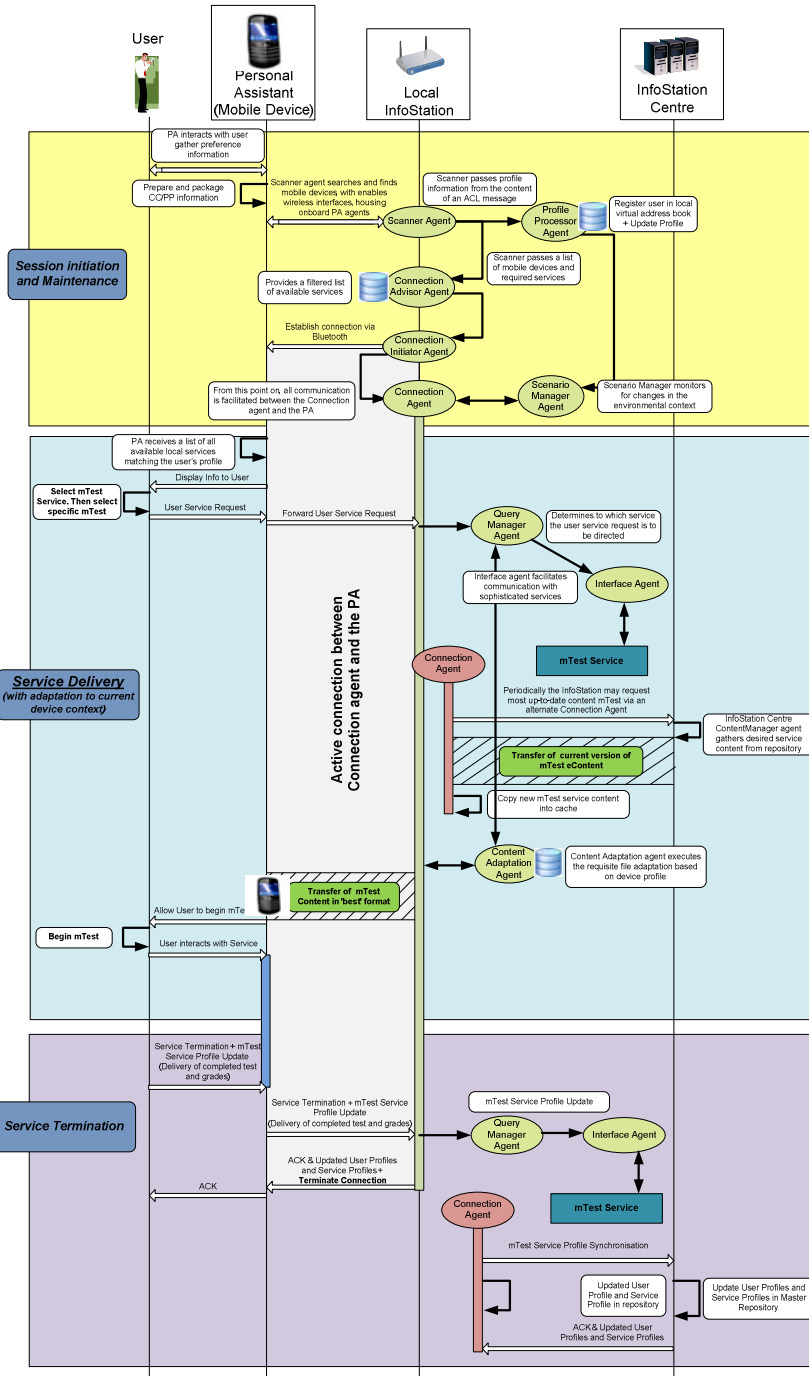 User
Personal
Assistant
(Mobile Device)
Local
InfoStation
InfoStation
Centre
PA interacts with user
gather preference
information
Prepare and package
CC/PP information
Scanner agent searches and finds
mobile devices, with enables
wireless interfaces, housing
onboard PA agents
Scanner passes profile
information from the content
of an ACL message
Scanner Agent
Profile
Processor
Agent
Register user in local
virtual address book
+ Update Profile
Session initiation
and Maintenance
Scanner passes a list
of mobile devices and
required services
Provides a filtered list
of available services
Connection
Advisor Agent
Establish connection via
Bluetooth
Connection
Initiator Agent
From this point on, all communication
is facilitated between the Connection
agent and the PA
Connection
Agent
Scenario
Manager
Agent
Scenario Manager monitors
for changes in the
environmental context
PA receives a list of all
available local services
matching the user's profile
Display Info to User
Select mTest
Service. Then select
specific mTest
User Service Request
Forward User Service Request
Query
Manager
Agent
Determines to which service
the user service request is to
be directed
Interface agent facilitates
communication with
sophisticated services
Interface Agent
Active connection between
Connection agent and the PA
Connection
Agent
mTest Service
Service Delivery
(with adaptation to current
device context)
Periodically the InfoStation may request
most up-to-date content mTest via an
alternate Connection Agent
InfoStation Centre
ContentManager agent
gathers desired service
content from repository
Transfer of current version of
mTest eContent
Copy new mTest service content
into cache
Content
Adaptation
Agent
Content Adaptation agent executes
the requisite file adaptation based
on device profile
Transfer of mTest
Content in 'best' format
Allow User to begin mTe
Begin mTest
User interacts with Service
Service Termination + mTest
Service Profile Update
(Delivery of completed test
and grades)
Service Termination + mTest Service
Profile Update
(Delivery of completed test and grades)
mTest Service Profile Update
Query
Manager
Agent
Interface Agent
Service Termination
ACK & Updated User Profiles
and Service Profiles +
Terminate Connection
ACK
Connection
Agent
mTest Service
mTest Service Profile Synchronisation
Updated User
Profile and Service
Profile in repository
Update User Profiles and
Service Profiles in Master
Repository
ACK & Updated User
Profiles and Service Profiles